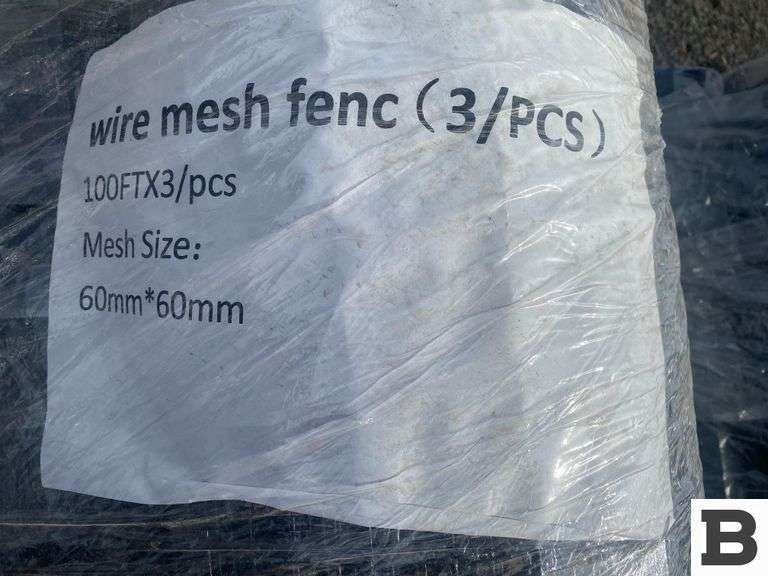 wire mesh fenc（3/PCS）
100FTX3/pcs
Mesh Size：
60mm*60mm
B